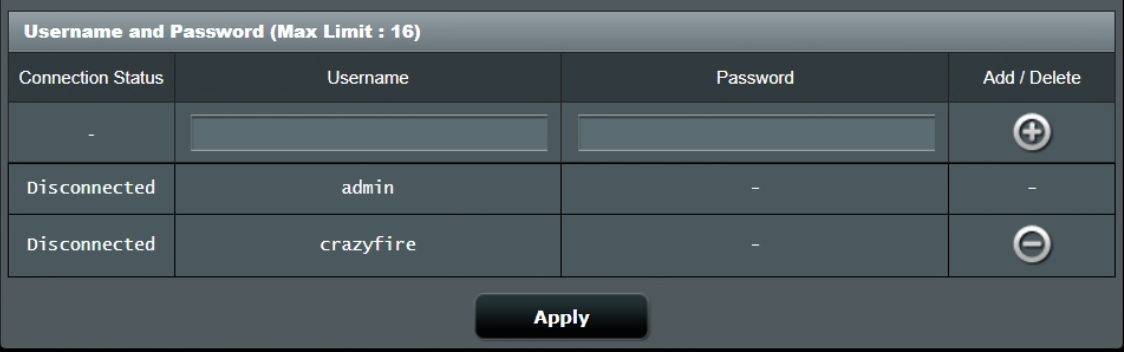 Username and Password (Max Limit : 16)
Connection Status Username Password Add / Delete
-
Disconnected admin - -
Disconnected crazyfire -
Apply